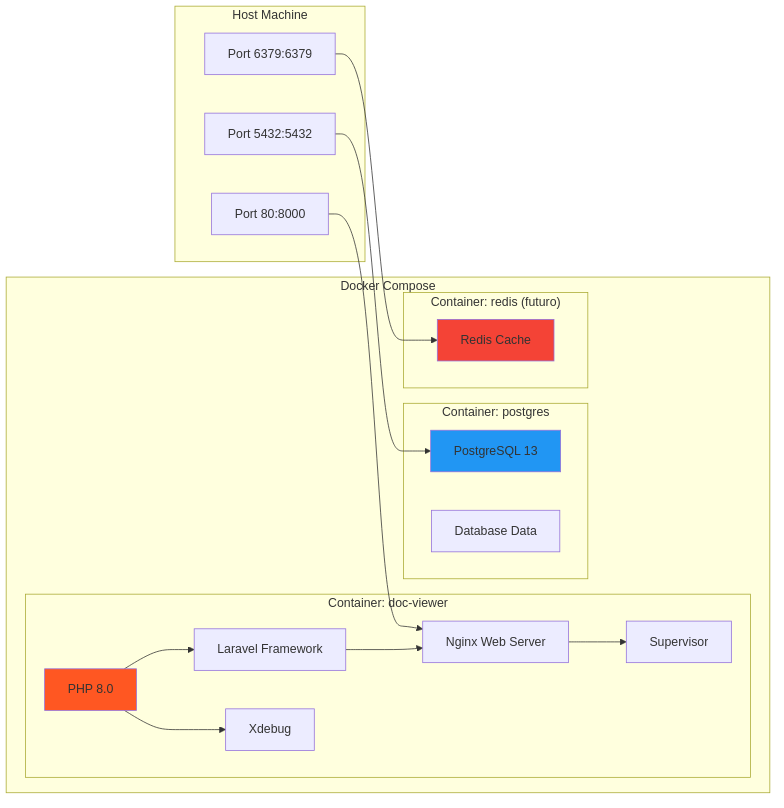 Host Machine
Port 6379:6379
Port 5432:5432
Port 80:8000
Docker Compose
Container: redis (futuro)
Redis Cache
Container: postgres
PostgreSQL 13
Database Data
Container: doc-viewer
Laravel Framework
Nginx Web Server
Supervisor
PHP 8.0
Xdebug